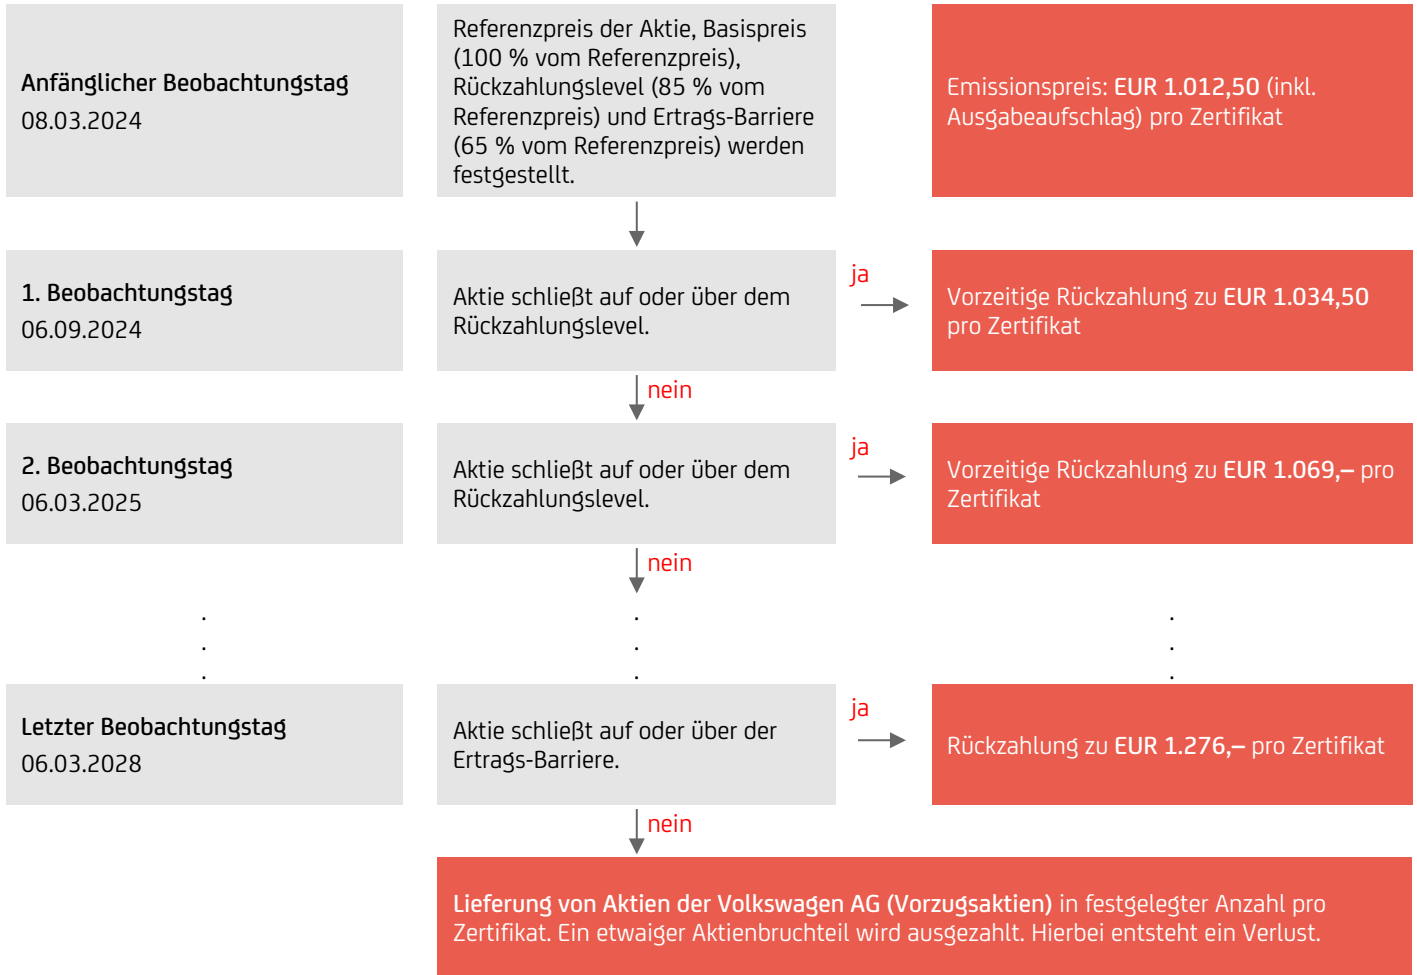 Anfänglicher Beobachtungstag
08.03.2024
Referenzpreis der Aktie, Basispreis
(100 % vom Referenzpreis),
Rückzahlungslevel (85 % vom
Referenzpreis) und Ertrags-Barriere
(65 % vom Referenzpreis) werden
festgestellt.
Emissionspreis: EUR 1.012,50 (inkl.
Ausgabeaufschlag) pro Zertifikat
1. Beobachtungstag
06.09.2024
Aktie schließt auf oder über dem
Rückzahlungslevel.
ja
Vorzeitige Rückzahlung zu EUR 1.034,50
pro Zertifikat
nein
2. Beobachtungstag
06.03.2025
Aktie schließt auf oder über dem
Rückzahlungslevel.
ja
Vorzeitige Rückzahlung zu EUR 1.069,– pro
Zertifikat
nein
Letzter Beobachtungstag
06.03.2028
Aktie schließt auf oder über der
Ertrags-Barriere.
ja
Rückzahlung zu EUR 1.276,– pro Zertifikat
nein
Lieferung von Aktien der Volkswagen AG (Vorzugsaktien) in festgelegter Anzahl pro
Zertifikat. Ein etwaiger Aktienbruchteil wird ausgezahlt. Hierbei entsteht ein Verlust.